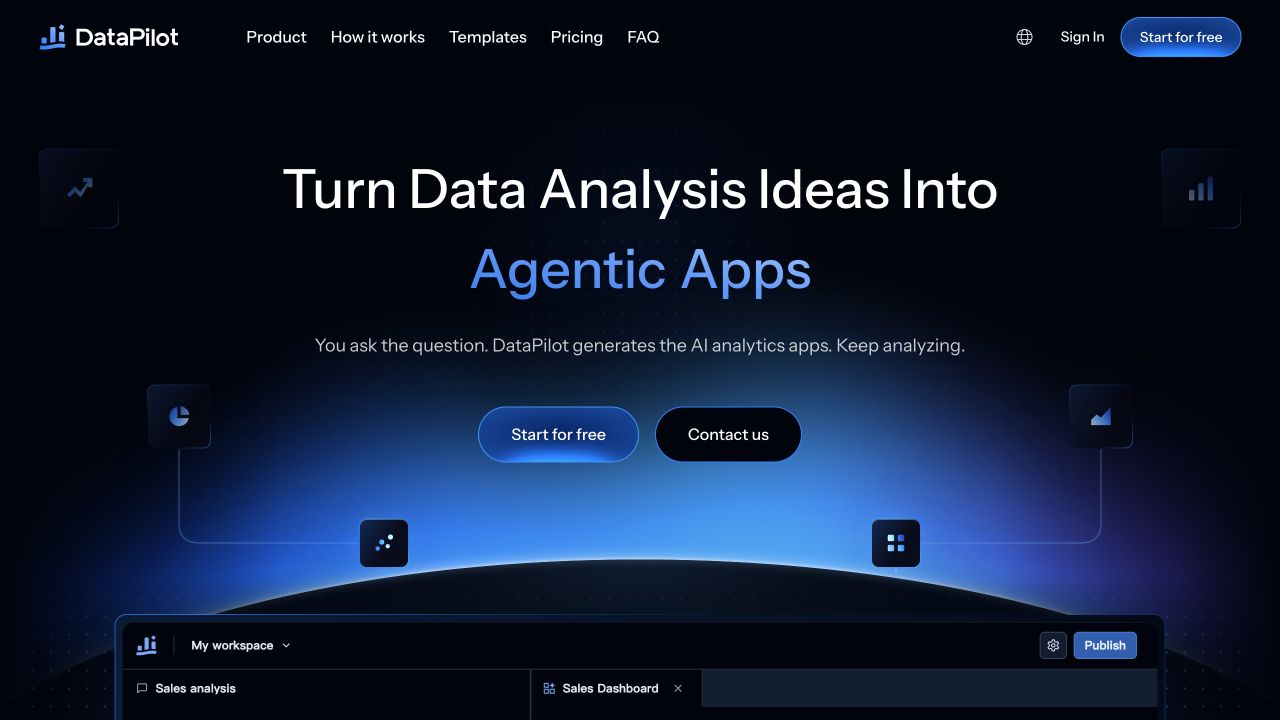 DataPilot
Product
How it works
Templates
Pricing
FAQ
Sign In
Start for free
Turn Data Analysis Ideas Into
Agentic Apps
You ask the question. DataPilot generates the AI analytics apps. Keep analyzing.
Start for free
Contact us
My workspace
Publish
Sales analysis
Sales Dashboard